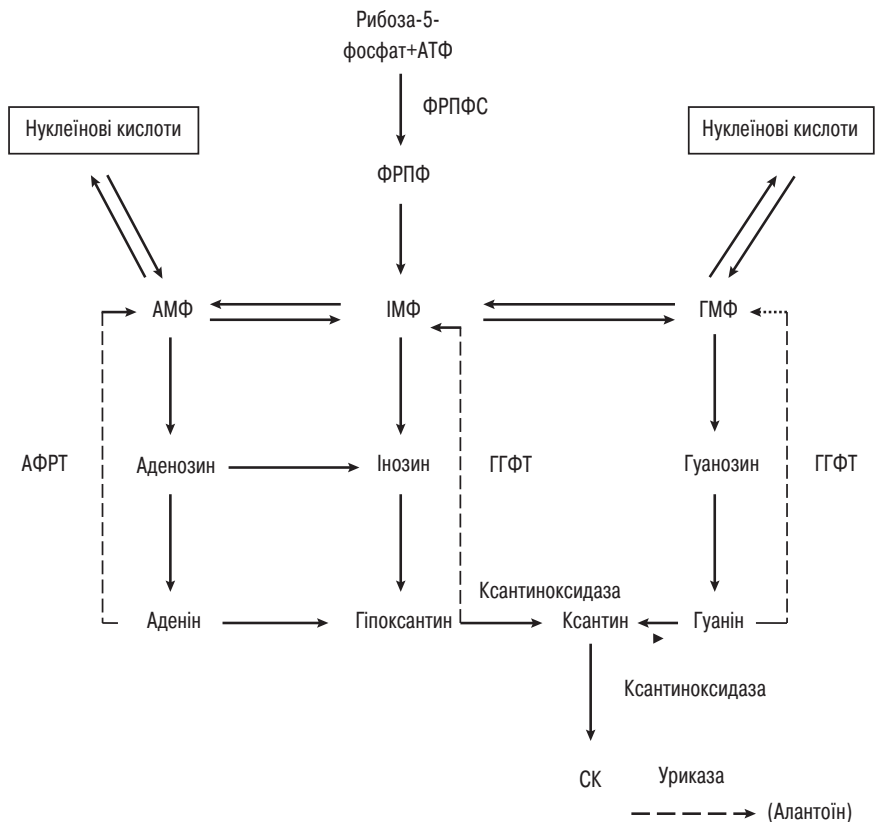 Рибоза-5-
фосфат+АТФ
ФРПФС
Нуклеїнові кислоти
Нуклеїнові кислоти
ФРПФ
АМФ
ІМФ
ГМФ
АФРТ
Аденозин
Інозин
ГГФТ
Гуанозин
ГГФТ
Ксантиноксидаза
Аденін
Гіпоксантин
Ксантин
Гуанін
Ксантиноксидаза
СК
Уриказа
(Алантоїн)